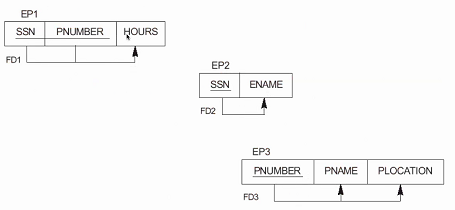 EP1
SSN PNUMBER HOURS
FD1
EP2
SSN ENAME
FD2
EP3
PNUMBER PNAME PLOCATION
FD3